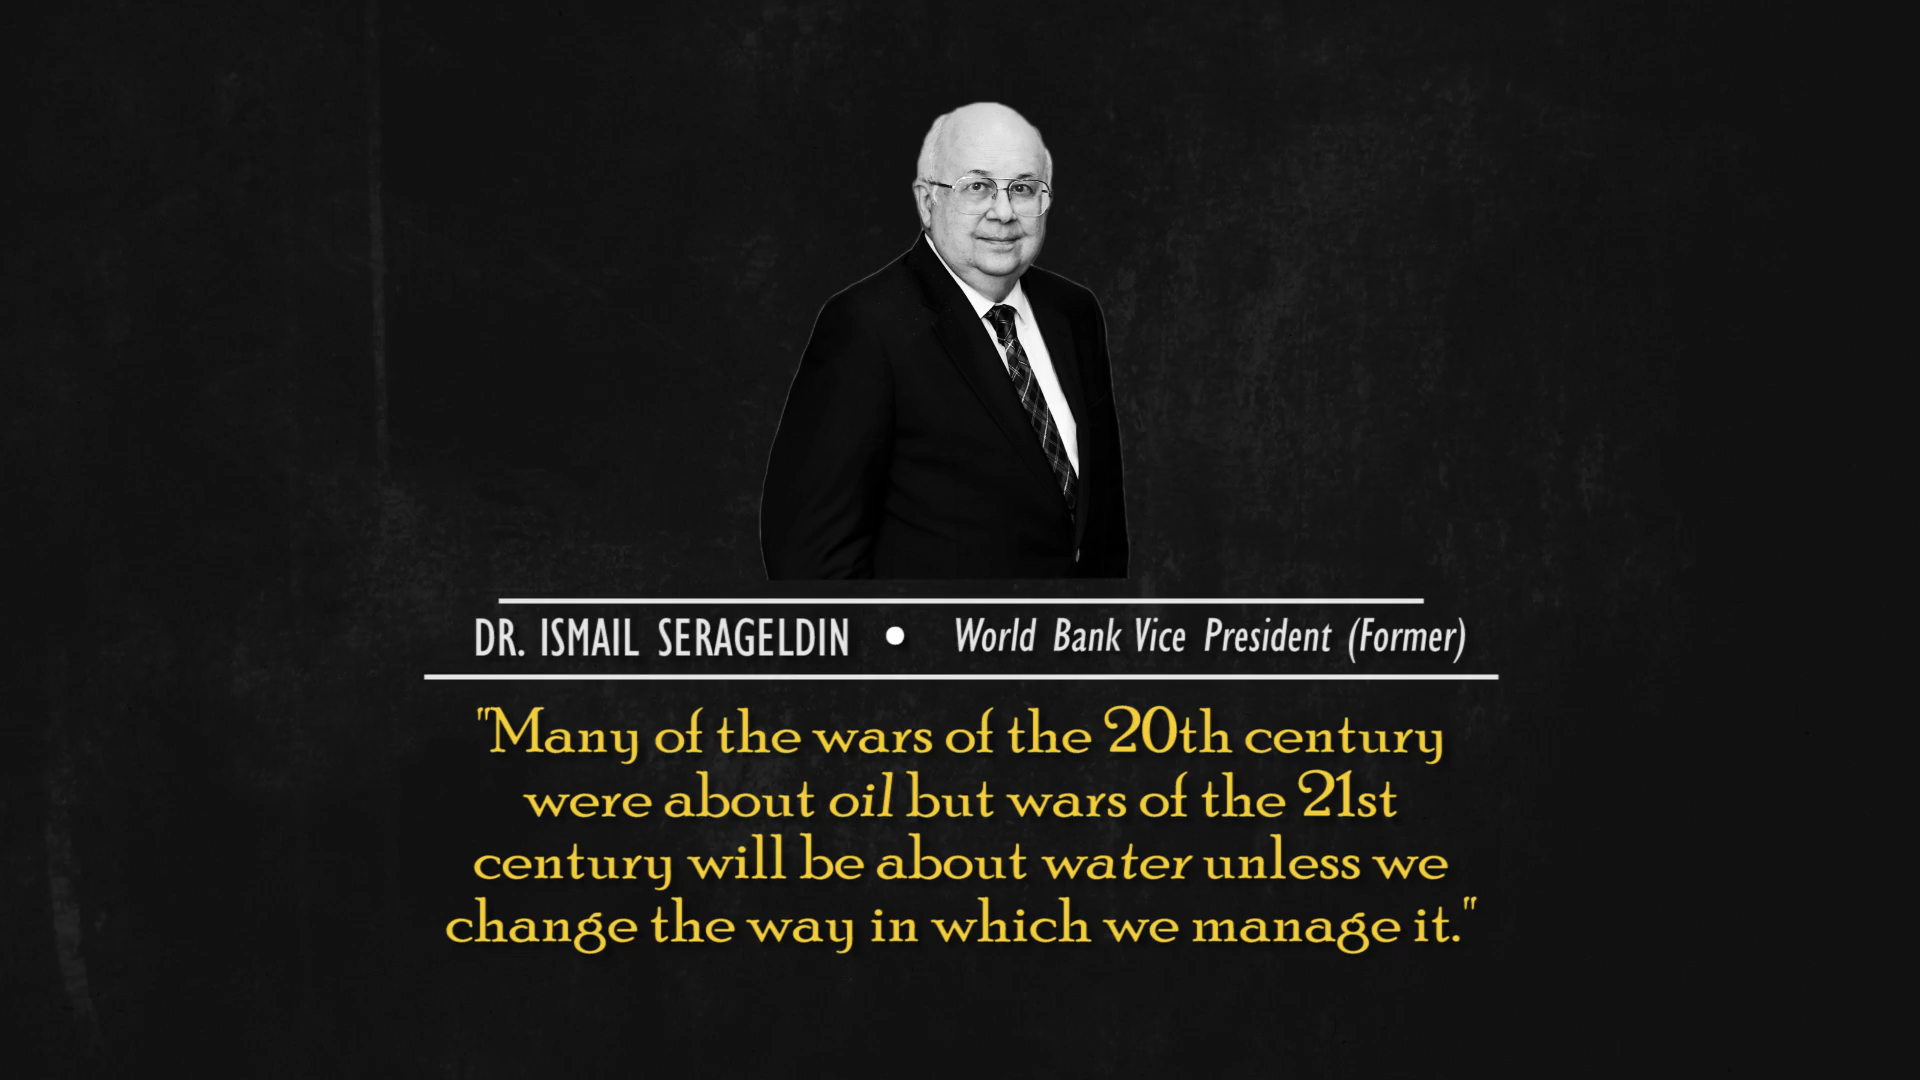 DR. ISMAIL SERAGELDIN • World Bank Vice President (Former)
"Many of the wars of the 20th century
were about oil but wars of the 21st
century will be about water unless we
change the way in which we manage it."